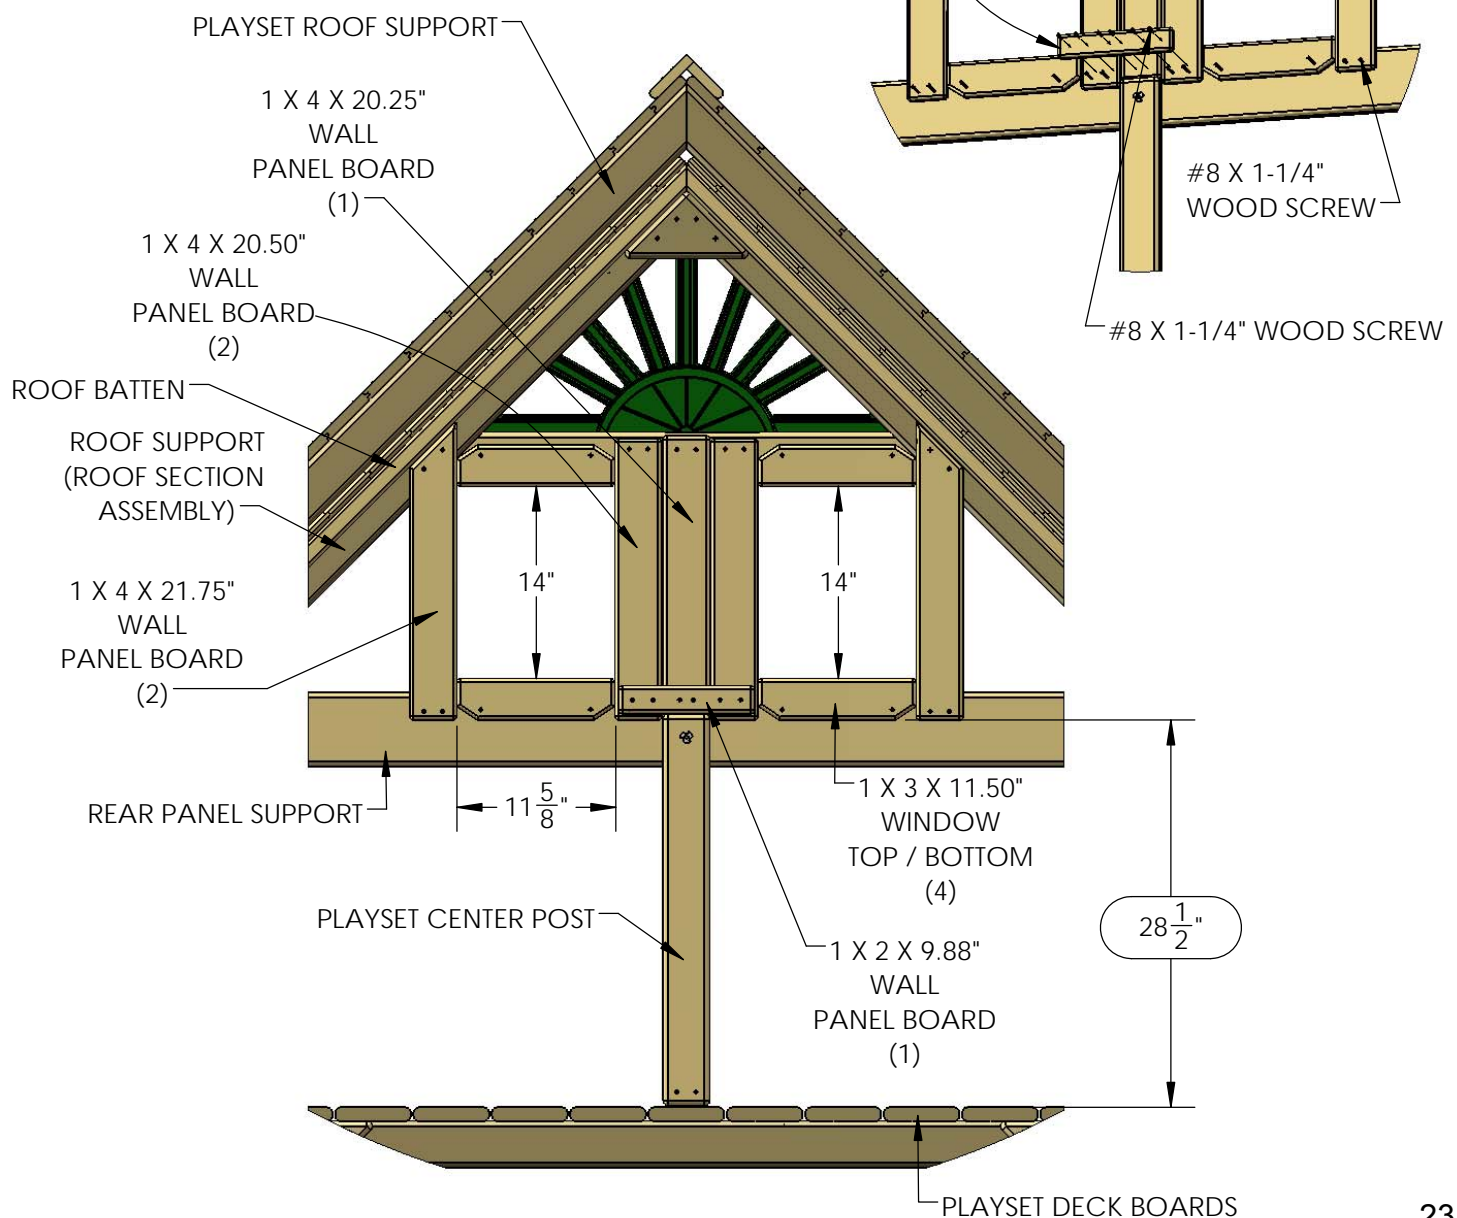 PLAYSET ROOF SUPPORT
1 X 4 X 20.25"
WALL
PANEL BOARD
(1)
1 X 4 X 20.50"
WALL
PANEL BOARD
(2)
ROOF BATTEN
ROOF SUPPORT
(ROOF SECTION
ASSEMBLY)
1 X 4 X 21.75"
WALL
PANEL BOARD
(2)
#8 X 1-1/4"
WOOD SCREW
#8 X 1-1/4" WOOD SCREW
14"
14"
REAR PANEL SUPPORT
11 5/8"
1 X 3 X 11.50"
WINDOW
TOP / BOTTOM
(4)
PLAYSET CENTER POST
28 1/2"
1 X 2 X 9.88"
WALL
PANEL BOARD
(1)
PLAYSET DECK BOARDS
23